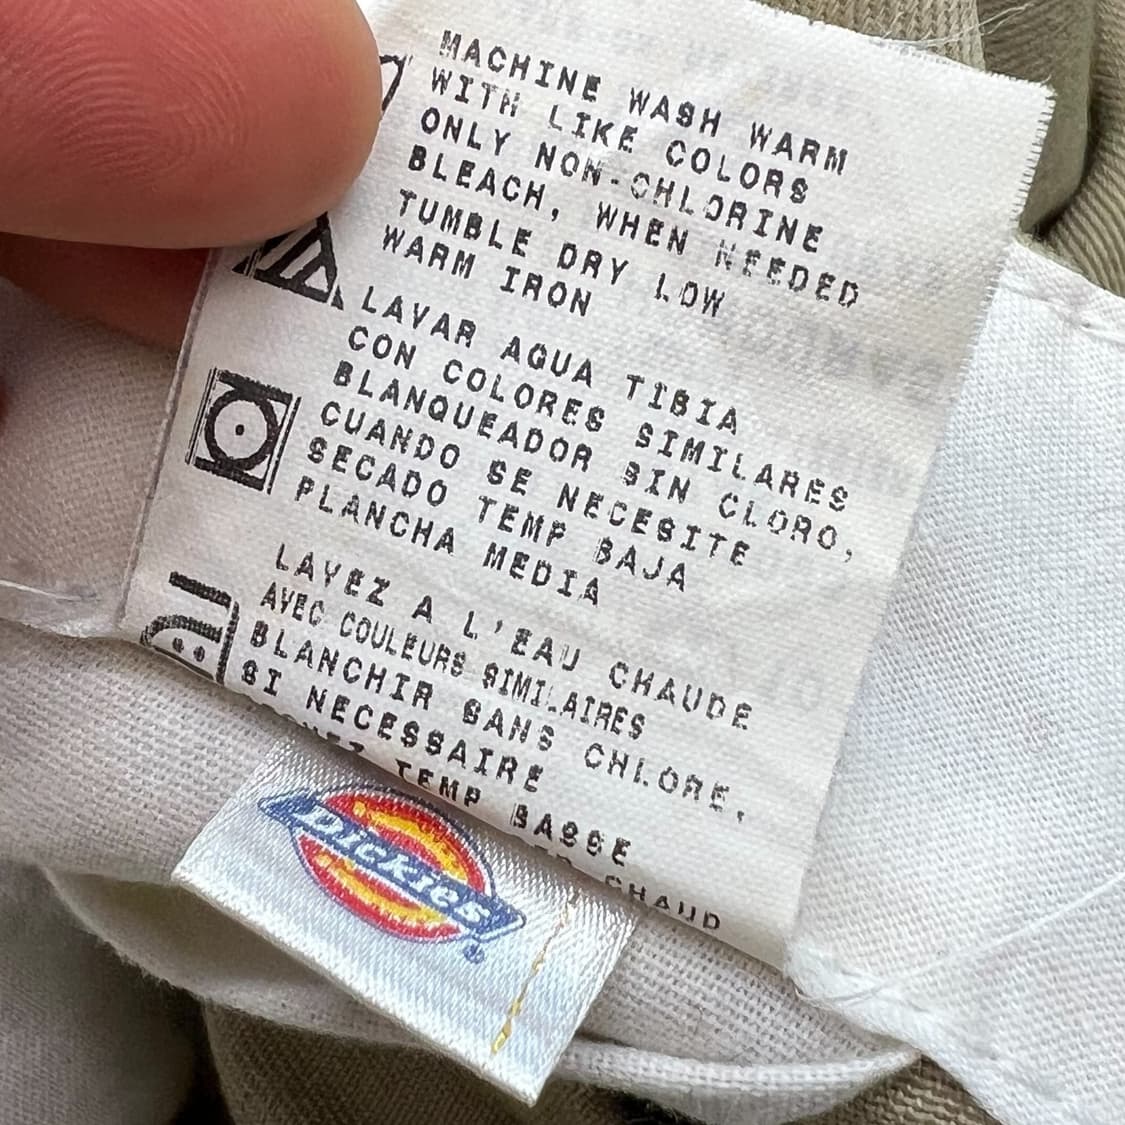 MACHINE WASH WARM
WITH LIKE COLORS
ONLY NON-CHLORINE
BLEACH, WHEN NEEDED
TUMBLE DRY LOW
WARM IRON
LAVAR AGUA TIBIA
CON COLORES SIMILARES
BLANQUEADOR SIN CLORO,
CUANDO SE NECESITE
SECADO TEMP BAJA
PLANCHA MEDIA
LAVEZ A L'EAU CHAUDE
AVEC COULEURS SIMILAIRES
BLANCHIR SANS CHLORE,
SI NECESSAIRE
TEMP BASSE
CHAUD
Dickies